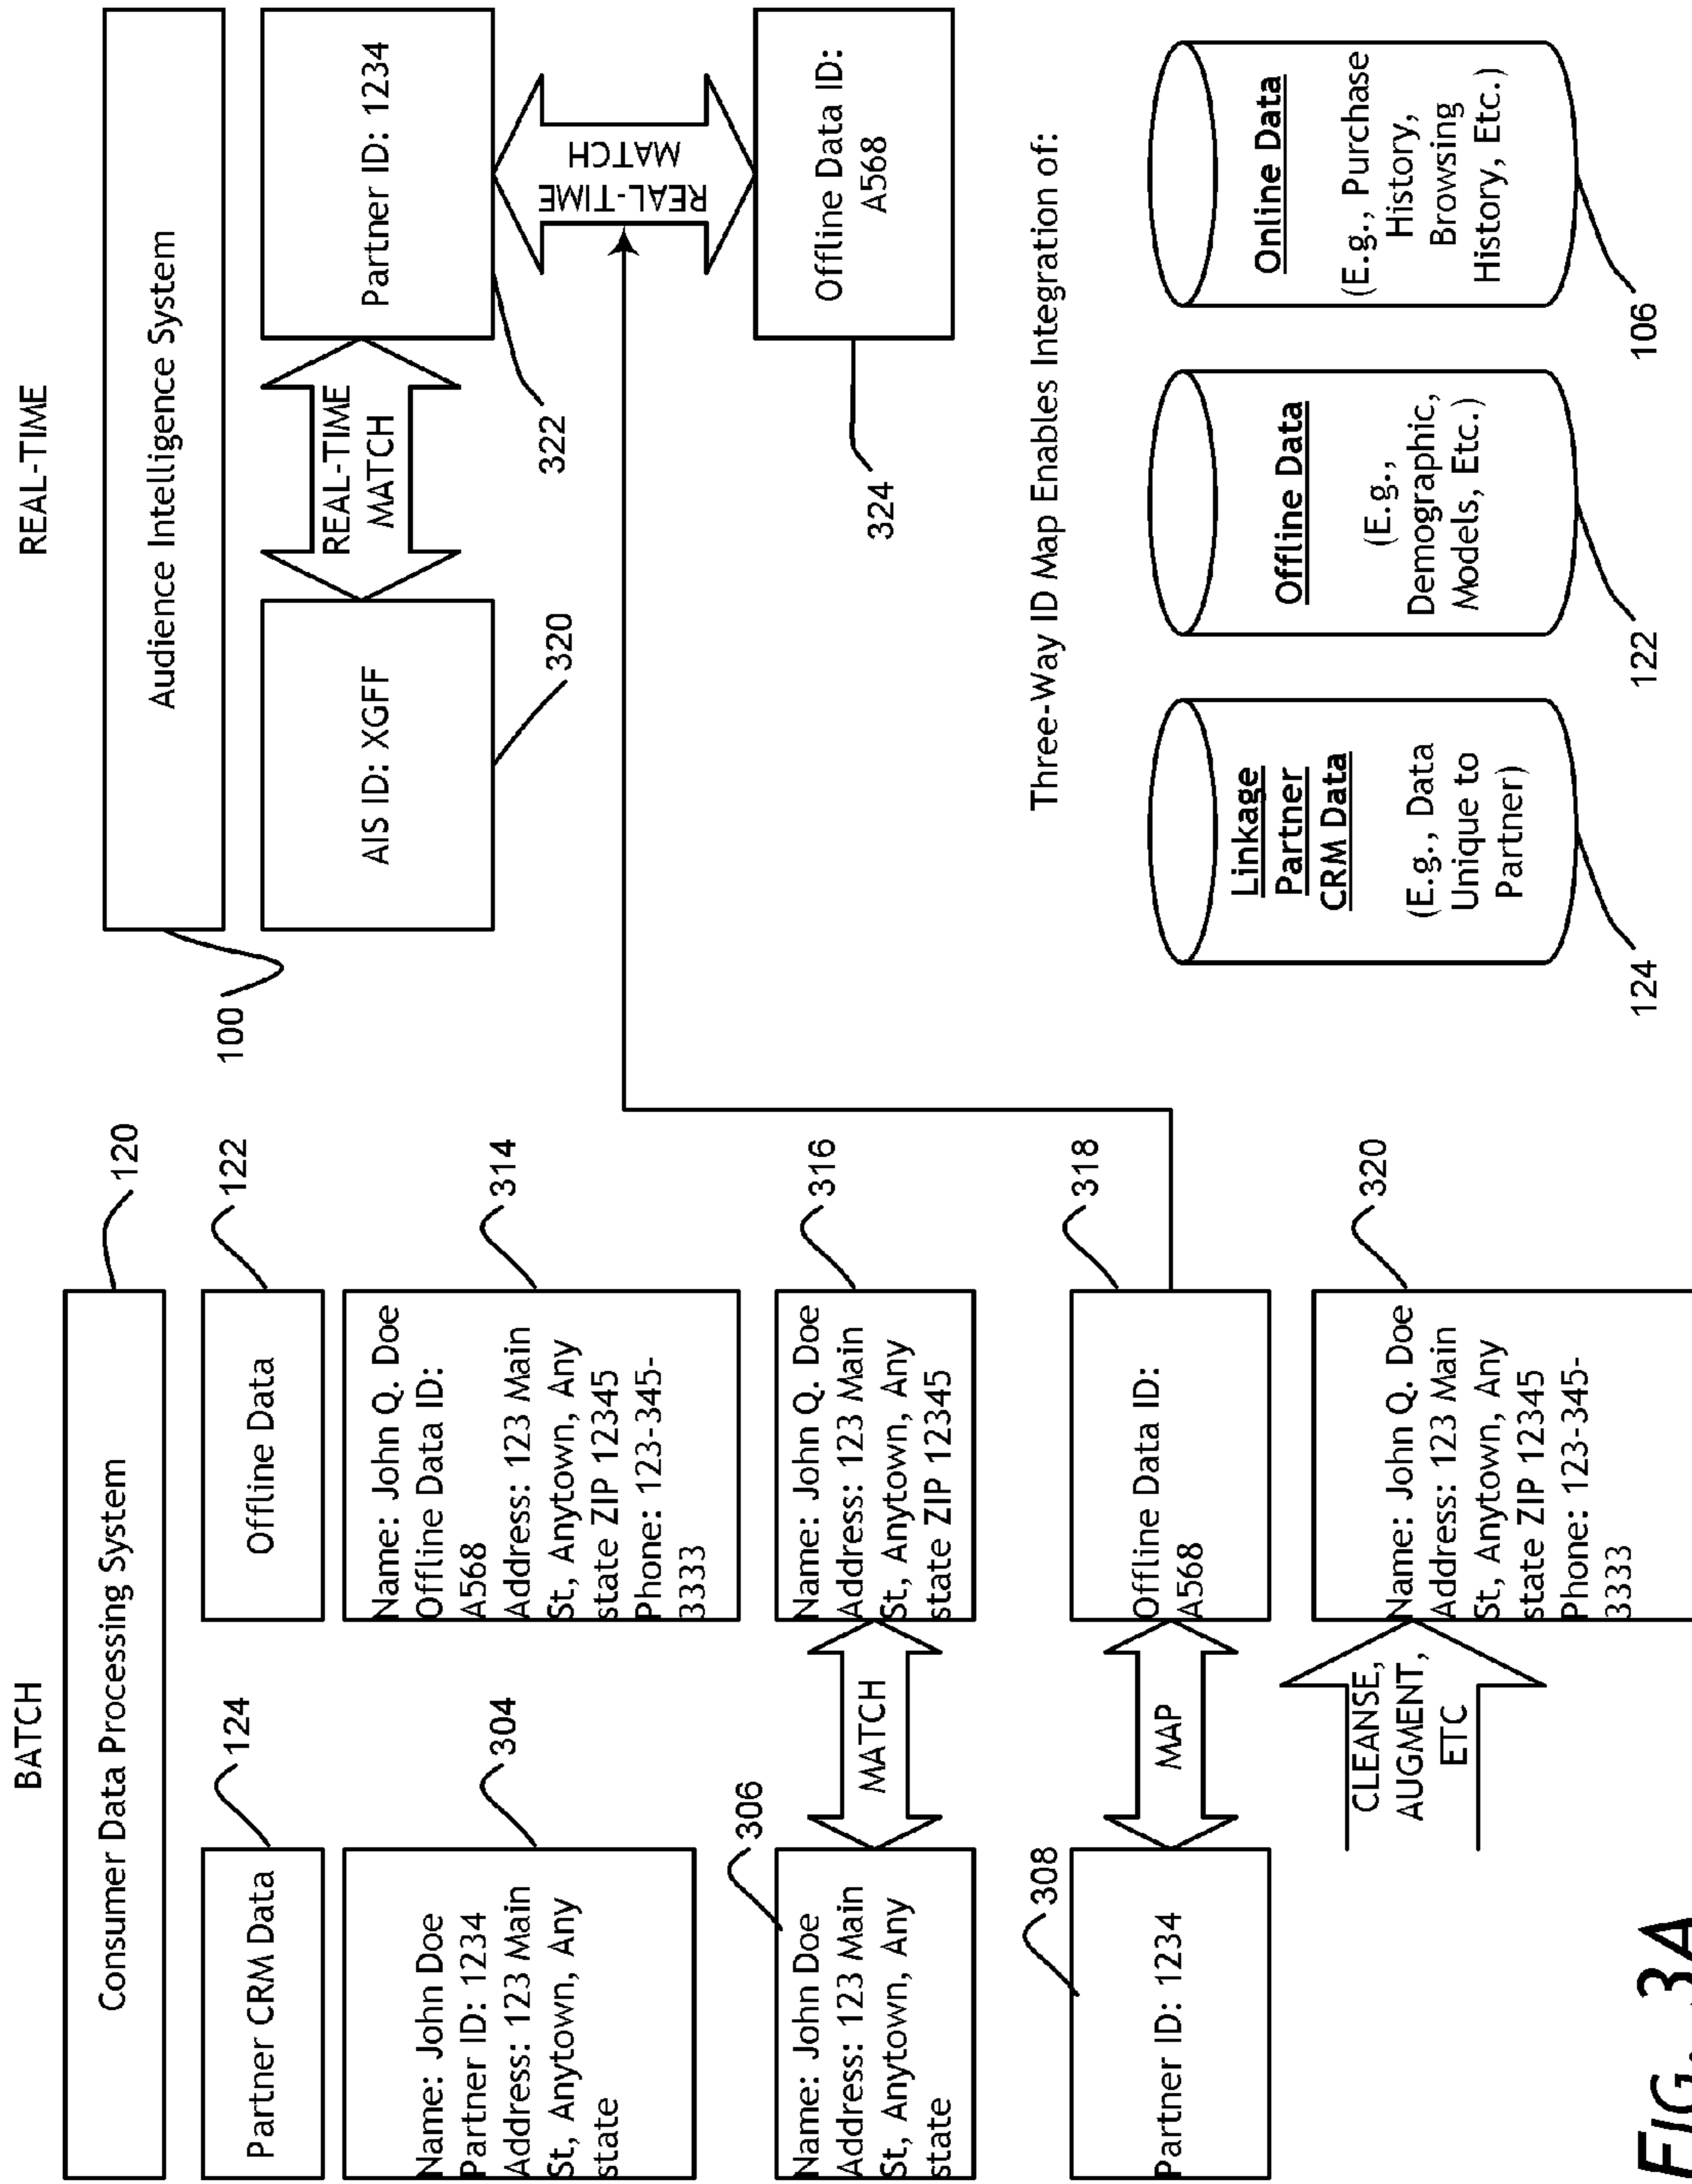 BATCH
Consumer Data Processing System
120
Partner CRM Data
124
Offline Data
122
Name: John Doe
Partner ID: 1234
Address: 123 Main
St, Anytown, Any
state
304
Name: John Q. Doe
Offline Data ID:
A568
Address: 123 Main
St, Anytown, Any
state ZIP 12345
Phone: 123-345-
3333
314
Name: John Doe
Address: 123 Main
St, Anytown, Any
state
306
MATCH
Name: John Q. Doe
Address: 123 Main
St, Anytown, Any
state ZIP 12345
316
Partner ID: 1234
308
MAP
Offline Data ID:
A568
318
CLEANSE,
AUGMENT,
ETC
Name: John Q. Doe
Address: 123 Main
St, Anytown, Any
state ZIP 12345
Phone: 123-345-
3333
320
REAL-TIME
Audience Intelligence System
100
AIS ID: XGFF
320
REAL-TIME
MATCH
Partner ID: 1234
322
REAL-TIME
MATCH
Offline Data ID:
A568
324
Three-Way ID Map Enables Integration of:
Linkage
Partner
CRM Data
(E.g., Data
Unique to
Partner)
124
Offline Data
(E.g.,
Demographic,
Models, Etc.)
122
Online Data
(E.g., Purchase
History,
Browsing
History, Etc.)
106
FIG. 3A